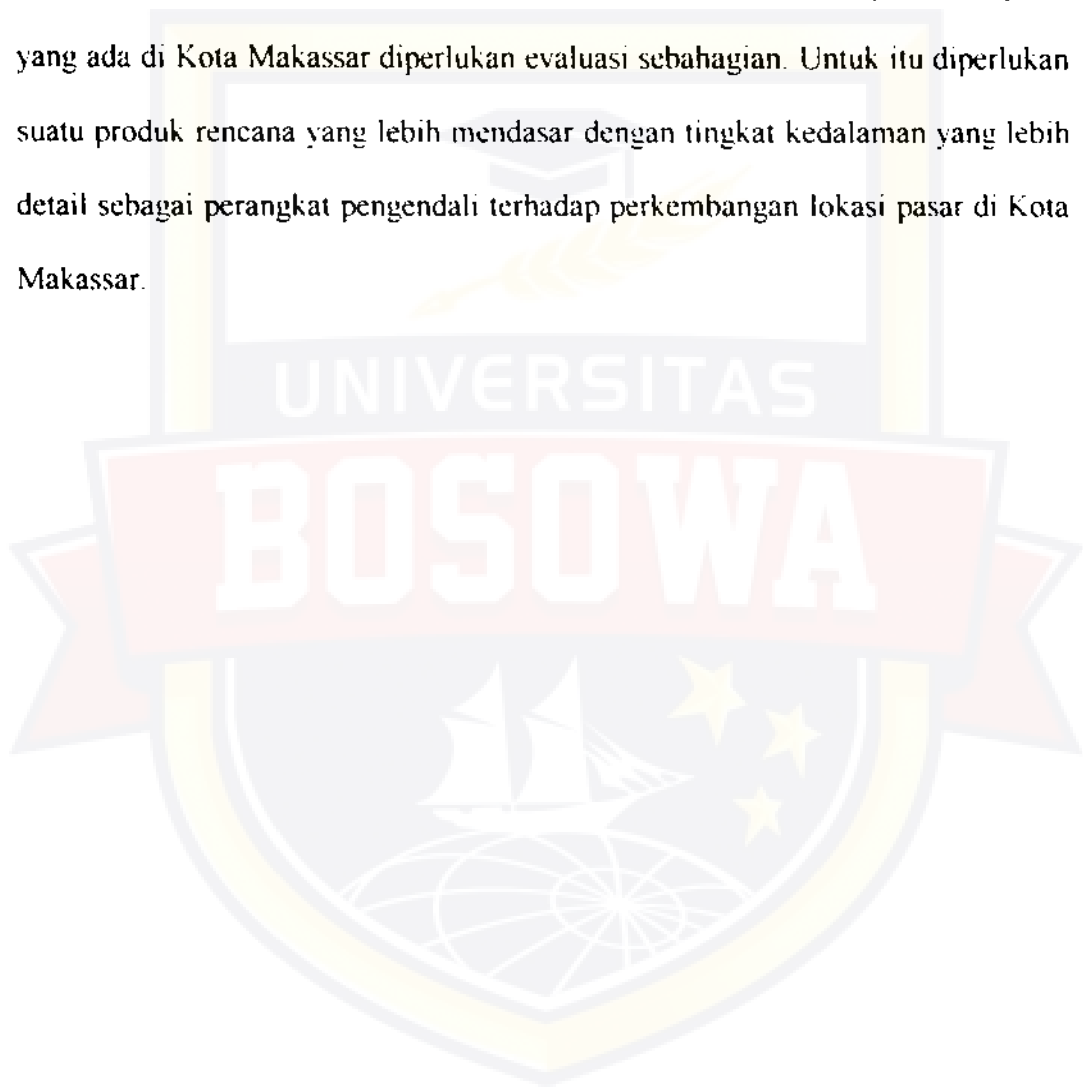 yang ada di Kota Makassar diperlukan evaluasi sebahagian. Untuk itu diperlukan
suatu produk rencana yang lebih mendasar dengan tingkat kedalaman yang lebih
detail sebagai perangkat pengendali terhadap perkembangan lokasi pasar di Kota
Makassar.
UNIVERSITAS
BOSOWA